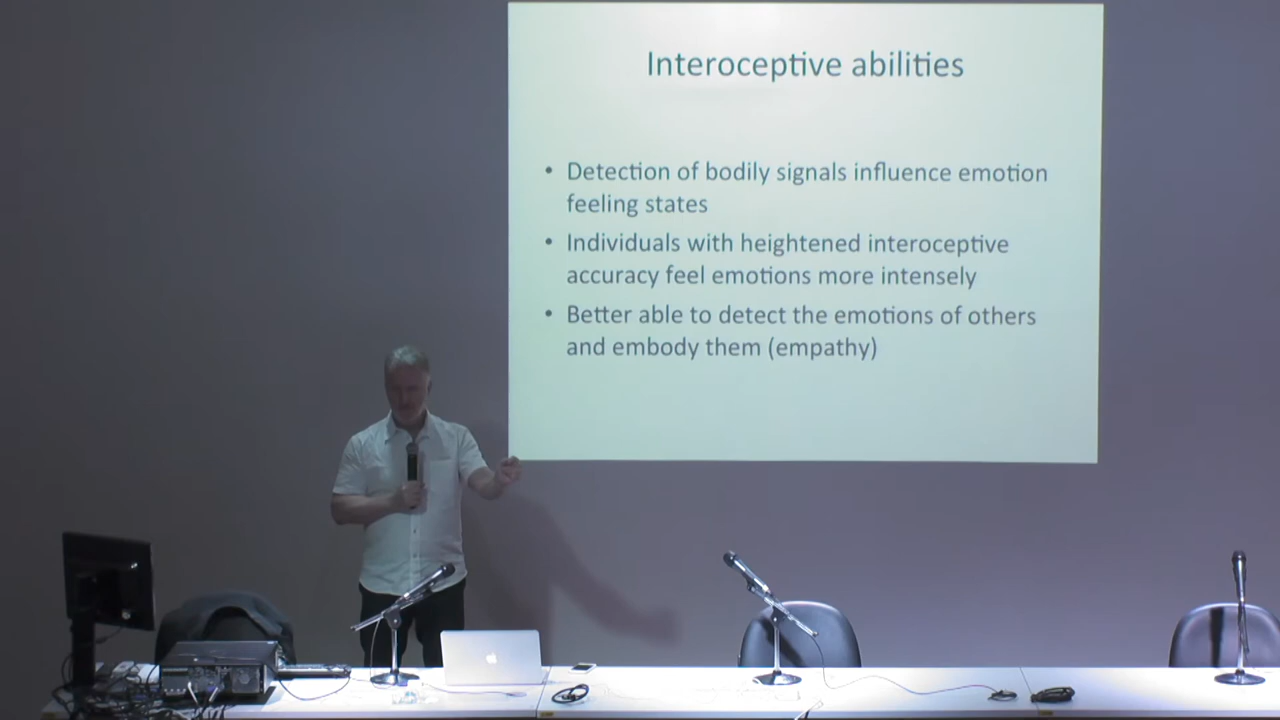 Interoceptive abilities
• Detection of bodily signals influence emotion
feeling states
• Individuals with heightened interoceptive
accuracy feel emotions more intensely
• Better able to detect the emotions of others
and embody them (empathy)